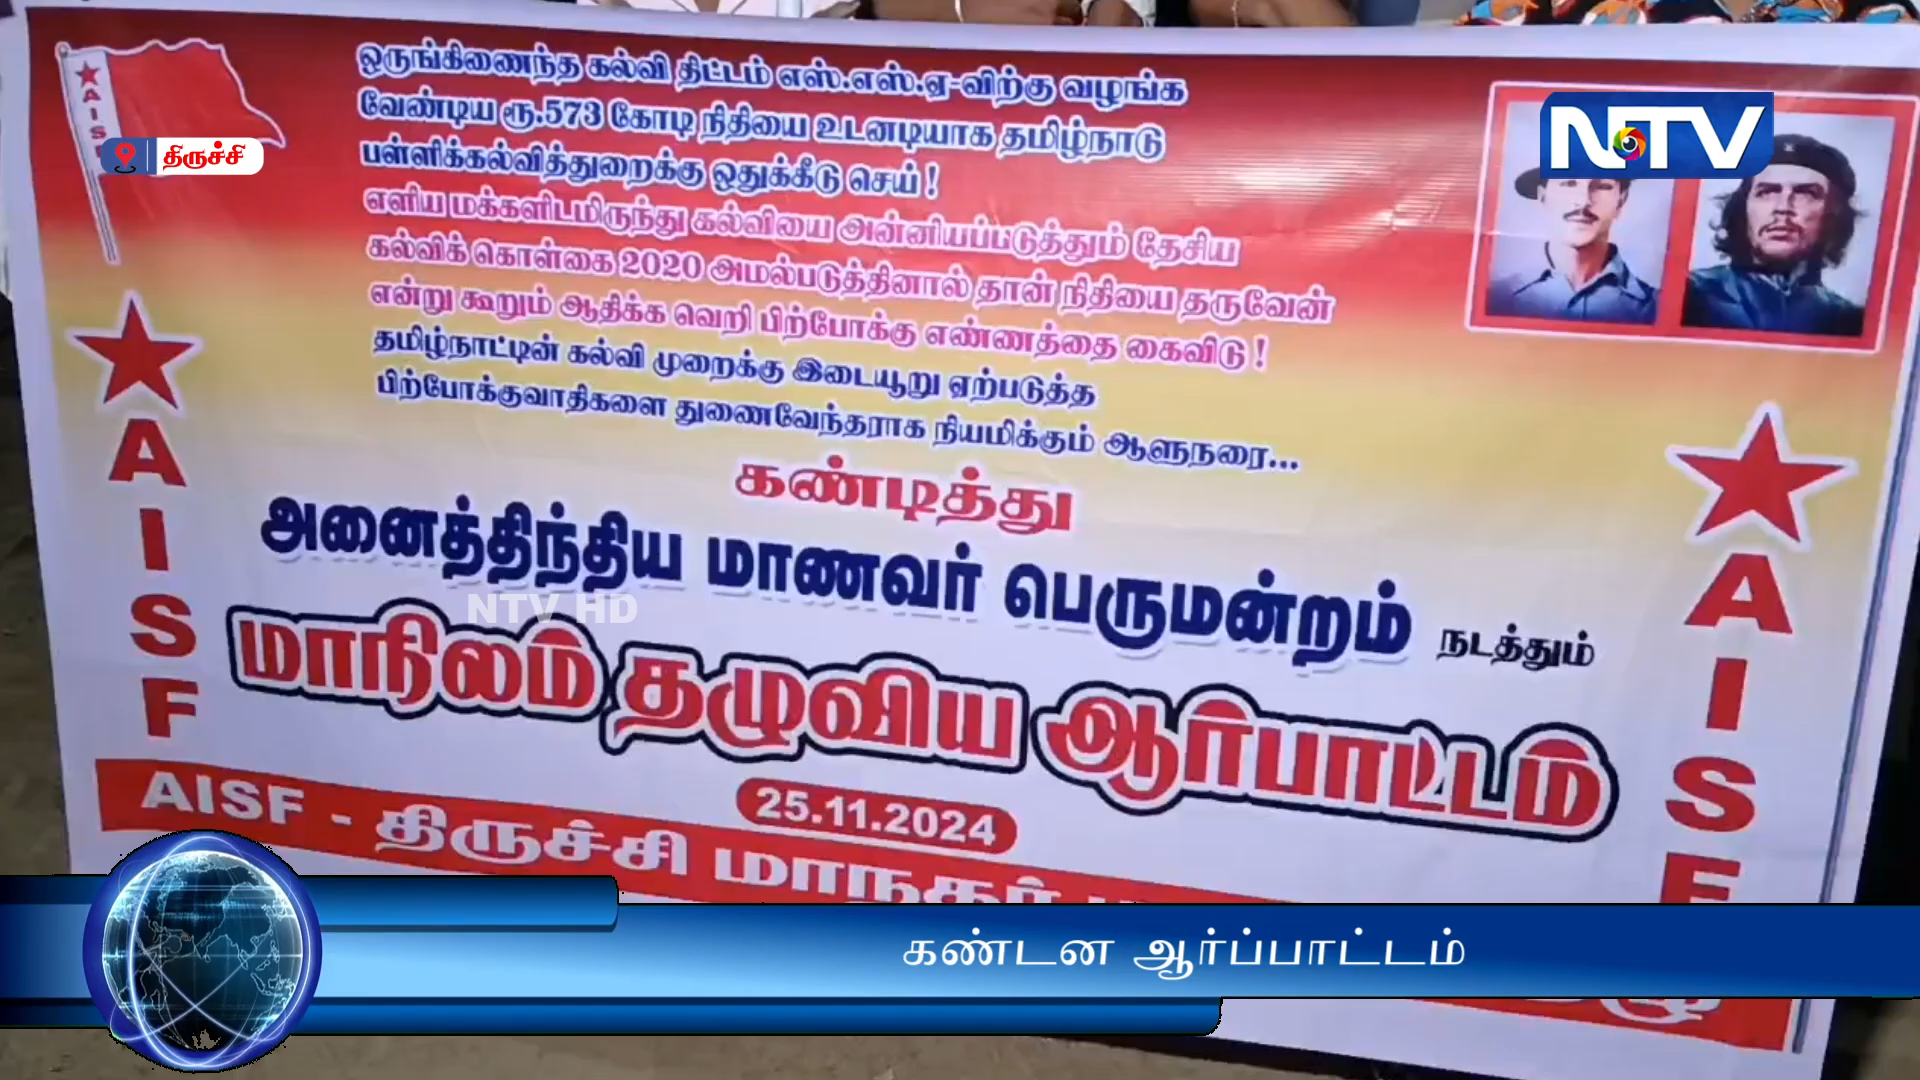 ஒருங்கிணைந்த கல்வி திட்டம் எஸ்.எஸ்.ஏ-விற்கு வழங்க
வேண்டிய ரூ.573 கோடி நிதியை உடனடியாக தமிழ்நாடு
பள்ளிக்கல்வித்துறைக்கு ஒதுக்கீடு செய் !
எளிய மக்களிடமிருந்து கல்வியை அன்னியப்படுத்தும் தேசிய
கல்விக் கொள்கை 2020 அமல்படுத்தினால் தான் நிதியை தருவேன்
என்று கூறும் ஆதிக்க வெறி பிற்போக்கு எண்ணத்தை கைவிடு !
தமிழ்நாட்டின் கல்வி முறைக்கு இடையூறு ஏற்படுத்த
பிற்போக்குவாதிகளை துணைவேந்தராக நியமிக்கும் ஆளுநரை...
கண்டித்து
அனைத்திந்திய மாணவர் பெருமன்றம் நடத்தும்
மாநிலம் தழுவிய ஆர்பாட்டம்
25.11.2024
AISF - திருச்சி மாநகர்
AISF
AISF
AIS
திருச்சி
NTV
NTV HD
கண்டன ஆர்ப்பாட்டம்